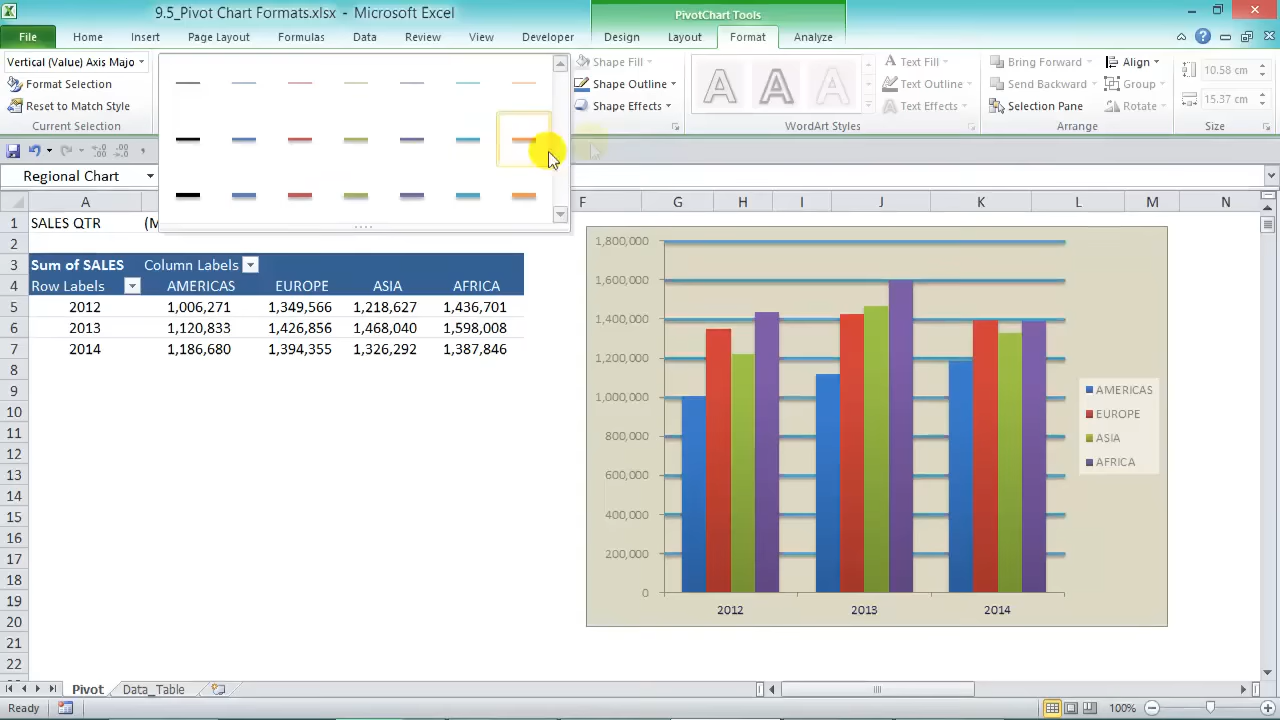 9.5_Pivot Chart Formats.xlsx - Microsoft Excel
PivotChart Tools
File Home Insert Page Layout Formulas Data Review View Developer Design Layout Format Analyze
Vertical (Value) Axis Majo
Format Selection
Reset to Match Style
Current Selection
Shape Fill
Shape Outline
Shape Effects
A A A
Text Fill
Text Outline
Text Effects
WordArt Styles
Bring Forward
Send Backward
Selection Pane
Align
Group
Rotate
Arrange
10.58 cm
15.37 cm
Size
Regional Chart
A F G H I J K L M N
1 SALES QTR (M
2
3 Sum of SALES Column Labels
4 Row Labels AMERICAS EUROPE ASIA AFRICA
5 2012 1,006,271 1,349,566 1,218,627 1,436,701
6 2013 1,120,833 1,426,856 1,468,040 1,598,008
7 2014 1,186,680 1,394,355 1,326,292 1,387,846
8
9
10
11
12
13
14
15
16
17
18
19
20
21
22
1,800,000
1,600,000
1,400,000
1,200,000
1,000,000
800,000
600,000
400,000
200,000
0
2012 2013 2014
AMERICAS
EUROPE
ASIA
AFRICA
Pivot Data_Table
Ready 100%